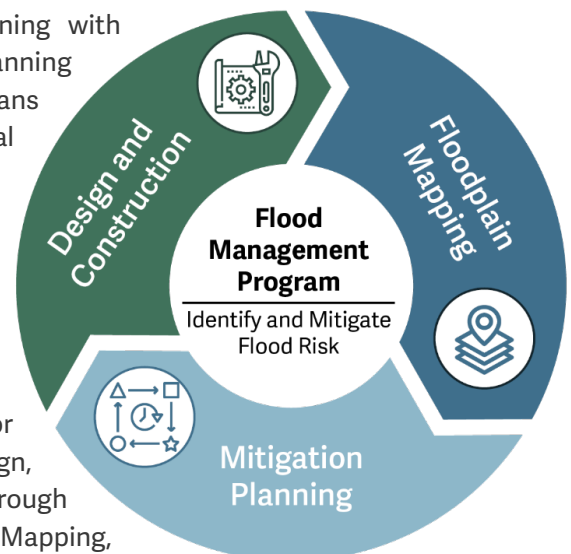 ning with
anning
ans
al
Design and
Construction
Floodplain
Mapping
Flood
Management
Program
Identify and Mitigate
Flood Risk
Mitigation
Planning
or
ign,
rough
Mapping,